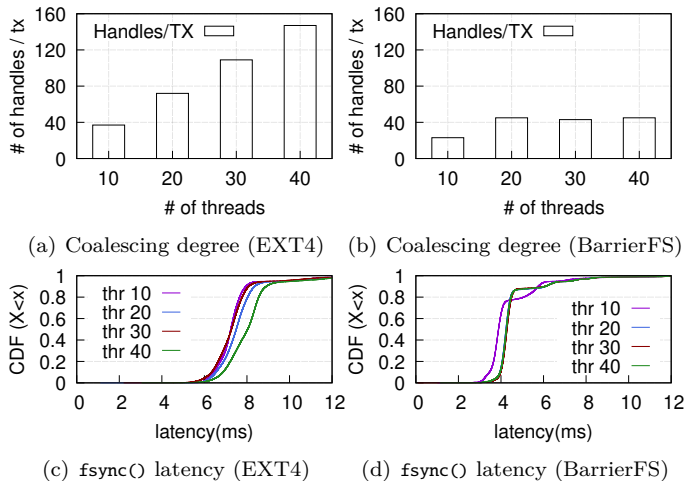 160
120
80
40
0
# of handles / tx
Handles/TX
10 20 30 40
# of threads
160
120
80
40
0
# of handles / tx
Handles/TX
10 20 30 40
# of threads
(a) Coalescing degree (EXT4) (b) Coalescing degree (BarrierFS)
1
0.8
0.6
0.4
0.2
0
CDF (X<x)
thr 10
thr 20
thr 30
thr 40
0 2 4 6 8 10 12
latency(ms)
1
0.8
0.6
0.4
0.2
0
CDF (X<x)
thr 10
thr 20
thr 30
thr 40
0 2 4 6 8 10 12
latency(ms)
(c) fsync() latency (EXT4) (d) fsync() latency (BarrierFS)